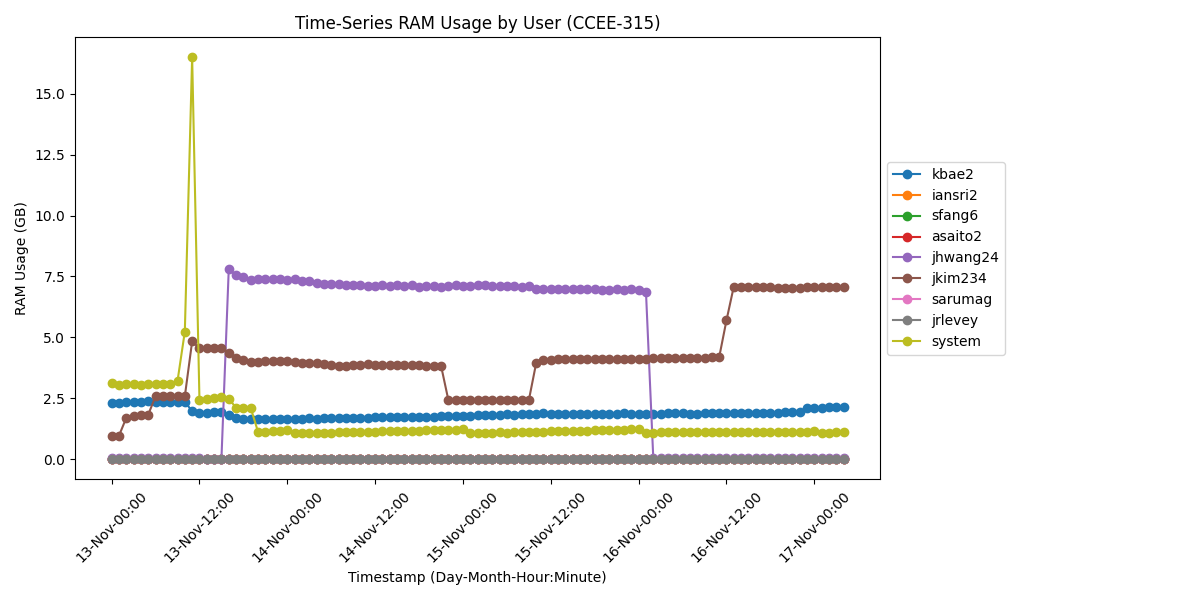 Time-Series RAM Usage by User (CCEE-315)
RAM Usage (GB)
15.0
12.5
10.0
7.5
5.0
2.5
0.0
13-Nov-00:00
13-Nov-12:00
14-Nov-00:00
14-Nov-12:00
15-Nov-00:00
15-Nov-12:00
16-Nov-00:00
16-Nov-12:00
17-Nov-00:00
Timestamp (Day-Month-Hour:Minute)
kbae2
iansri2
sfang6
asaito2
jhwang24
jkim234
sarumag
jrlevey
system